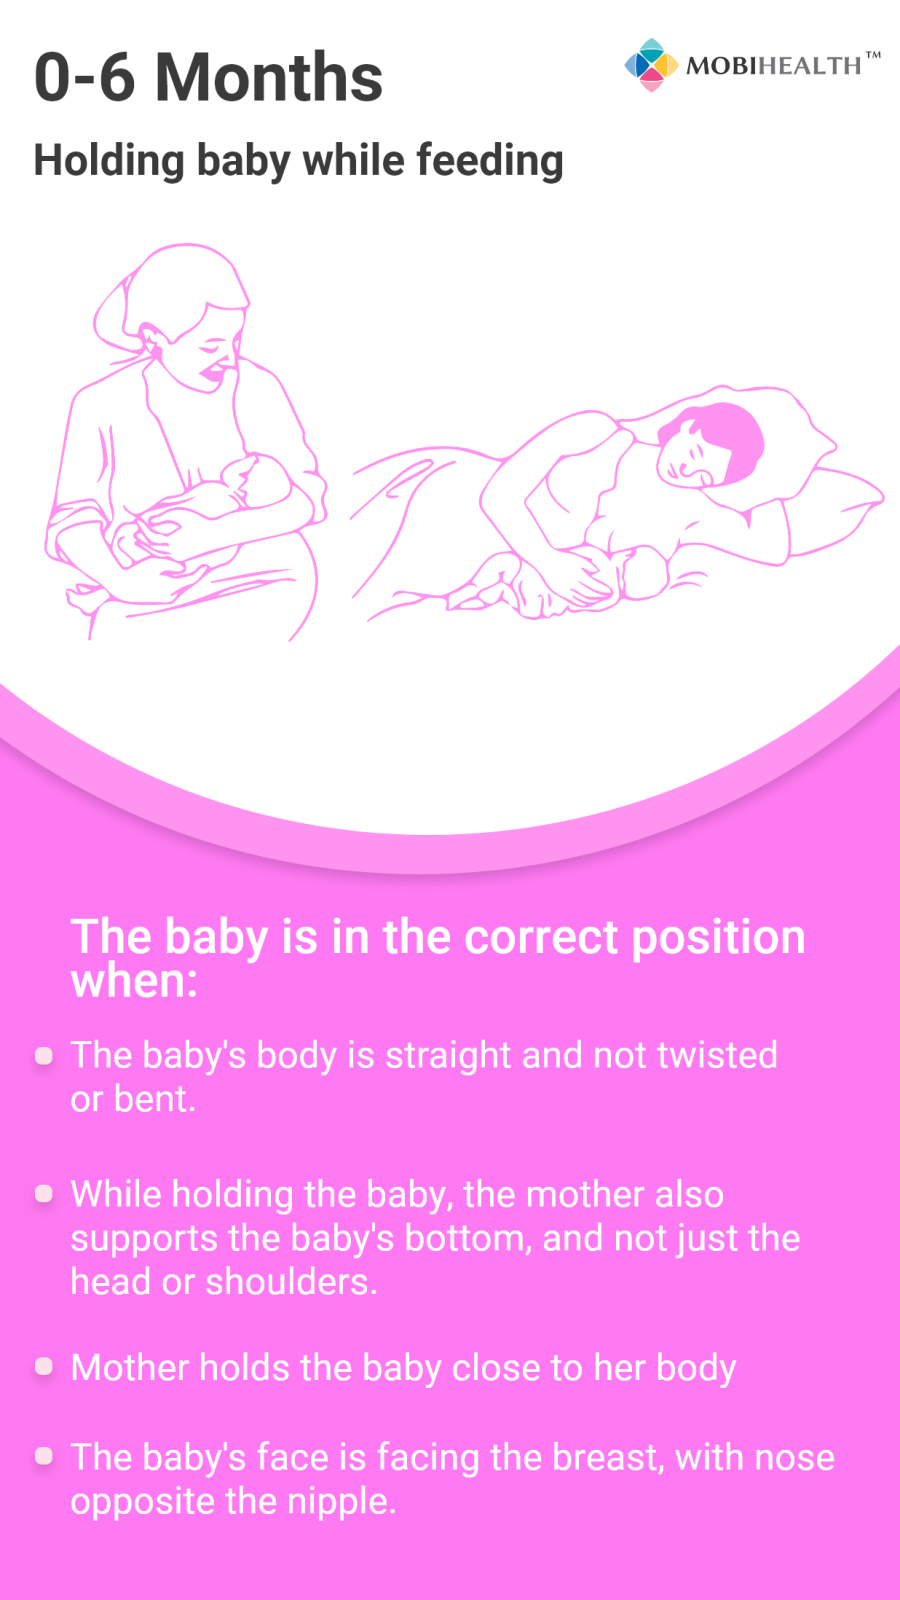 0-6 Months
MOBIHEALTH™
Holding baby while feeding
The baby is in the correct position
when:
The baby's body is straight and not twisted
or bent.
While holding the baby, the mother also
supports the baby's bottom, and not just the
head or shoulders.
Mother holds the baby close to her body
The baby's face is facing the breast, with nose
opposite the nipple.